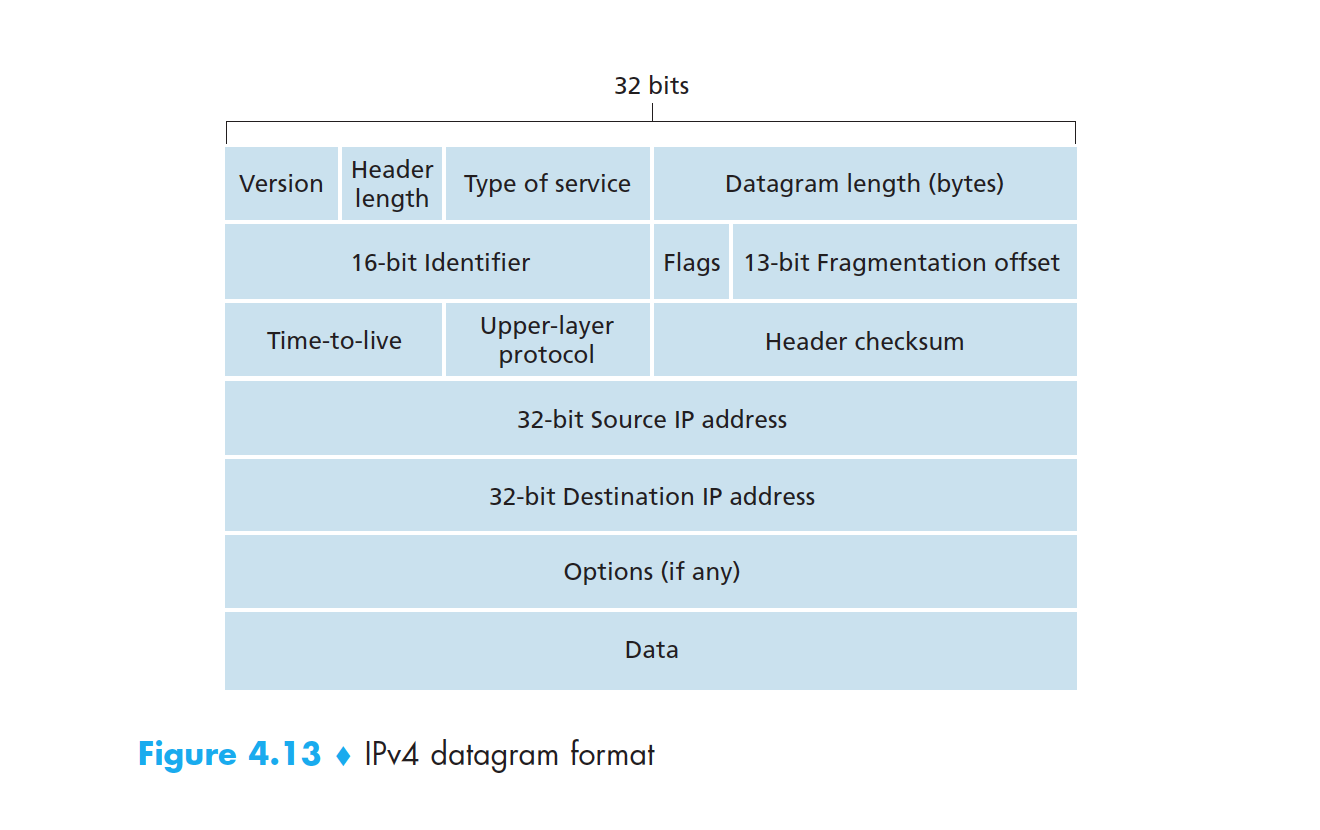 32 bits
Version
Header
length
Type of service
Datagram length (bytes)
16-bit Identifier
Flags
13-bit Fragmentation offset
Time-to-live
Upper-layer
protocol
Header checksum
32-bit Source IP address
32-bit Destination IP address
Options (if any)
Data
Figure 4.13 ♦ IPv4 datagram format